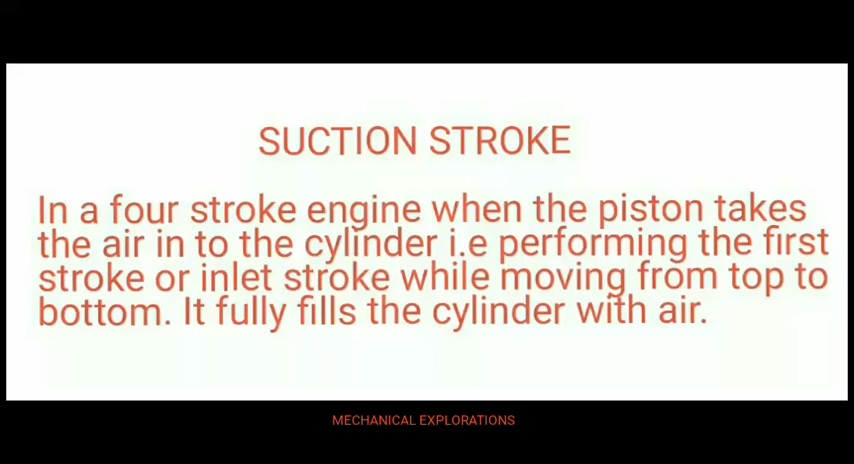 SUCTION STROKE
In a four stroke engine when the piston takes
the air in to the cylinder i.e performing the first
stroke or inlet stroke while moving from top to
bottom. It fully fills the cylinder with air.
MECHANICAL EXPLORATIONS